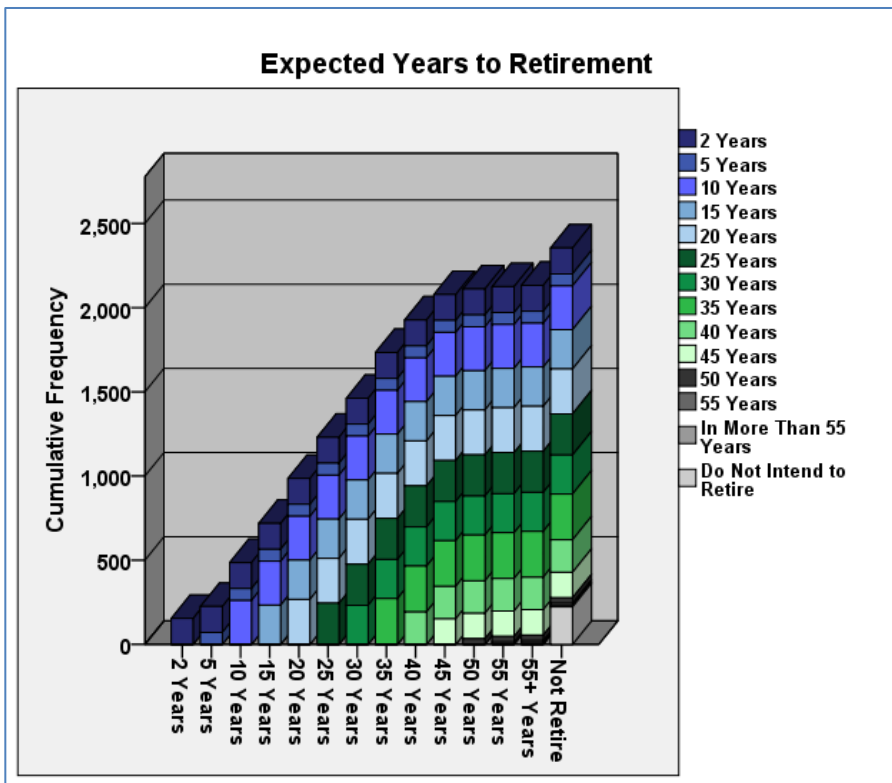 Expected Years to Retirement
2,500
2,000
1,500
1,000
500
0
Cumulative Frequency
2 Years
5 Years
10 Years
15 Years
20 Years
25 Years
30 Years
35 Years
40 Years
45 Years
50 Years
55 Years
55+ Years
Not Retire
2 Years
5 Years
10 Years
15 Years
20 Years
25 Years
30 Years
35 Years
40 Years
45 Years
50 Years
55 Years
In More Than 55
Years
Do Not Intend to
Retire